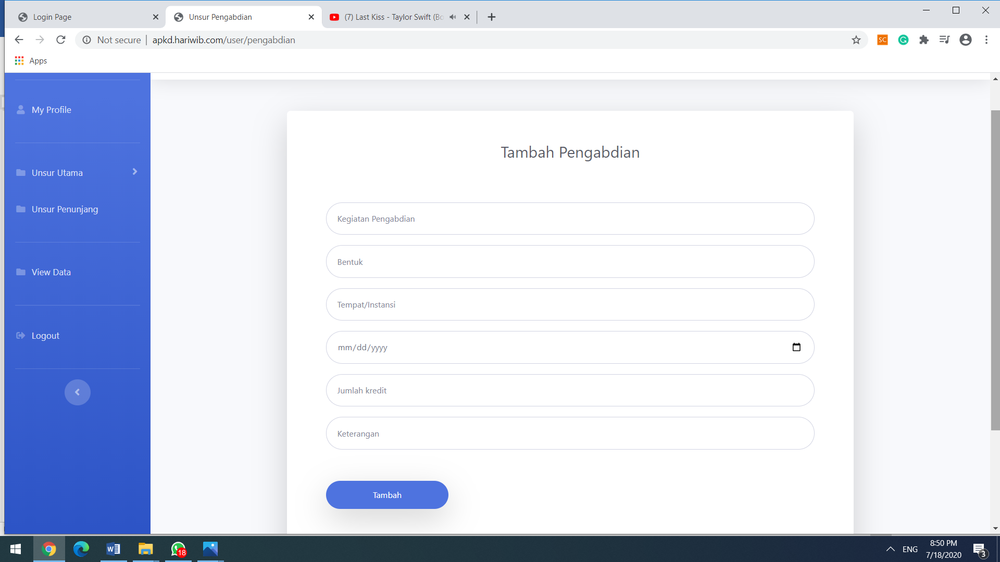 Login Page
Unsur Pengabdian
(7) Last Kiss - Taylor Swift (Bo
Not secure
apkd.hariwib.com/user/pengabdian
SC
Apps
My Profile
Unsur Utama
Unsur Penunjang
View Data
Logout
Tambah Pengabdian
Kegiatan Pengabdian
Bentuk
Tempat/Instansi
mm/dd/yyyy
Jumlah kredit
Keterangan
Tambah
18
ENG
8:50 PM
7/18/2020
3